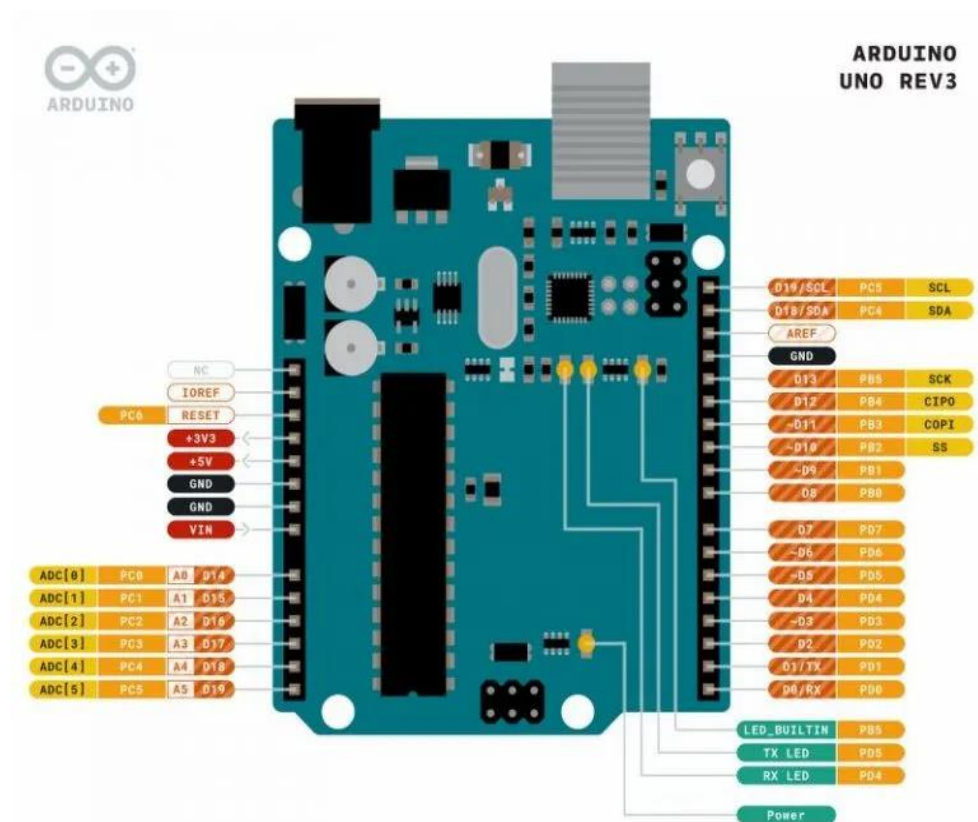 ARDUINO
ARDUINO
UNO REV3
D19/SCL PC5 SCL
D18/SDA PC4 SDA
AREF
GND
D13 PB5 SCK
D12 PB4 CIPO
~D11 PB3 COPI
~D10 PB2 SS
~D9 PB1
D8 PB0
D7 PD7
~D6 PD6
~D5 PD5
D4 PD4
~D3 PD3
D2 PD2
D1/TX PD1
D0/RX PD0
NC
IOREF
PC6 RESET
+3V3
+5V
GND
GND
VIN
ADC[0] PC0 A0 D14
ADC[1] PC1 A1 D15
ADC[2] PC2 A2 D16
ADC[3] PC3 A3 D17
ADC[4] PC4 A4 D18
ADC[5] PC5 A5 D19
LED_BUILTIN PB5
TX LED PD5
RX LED PD4
Power